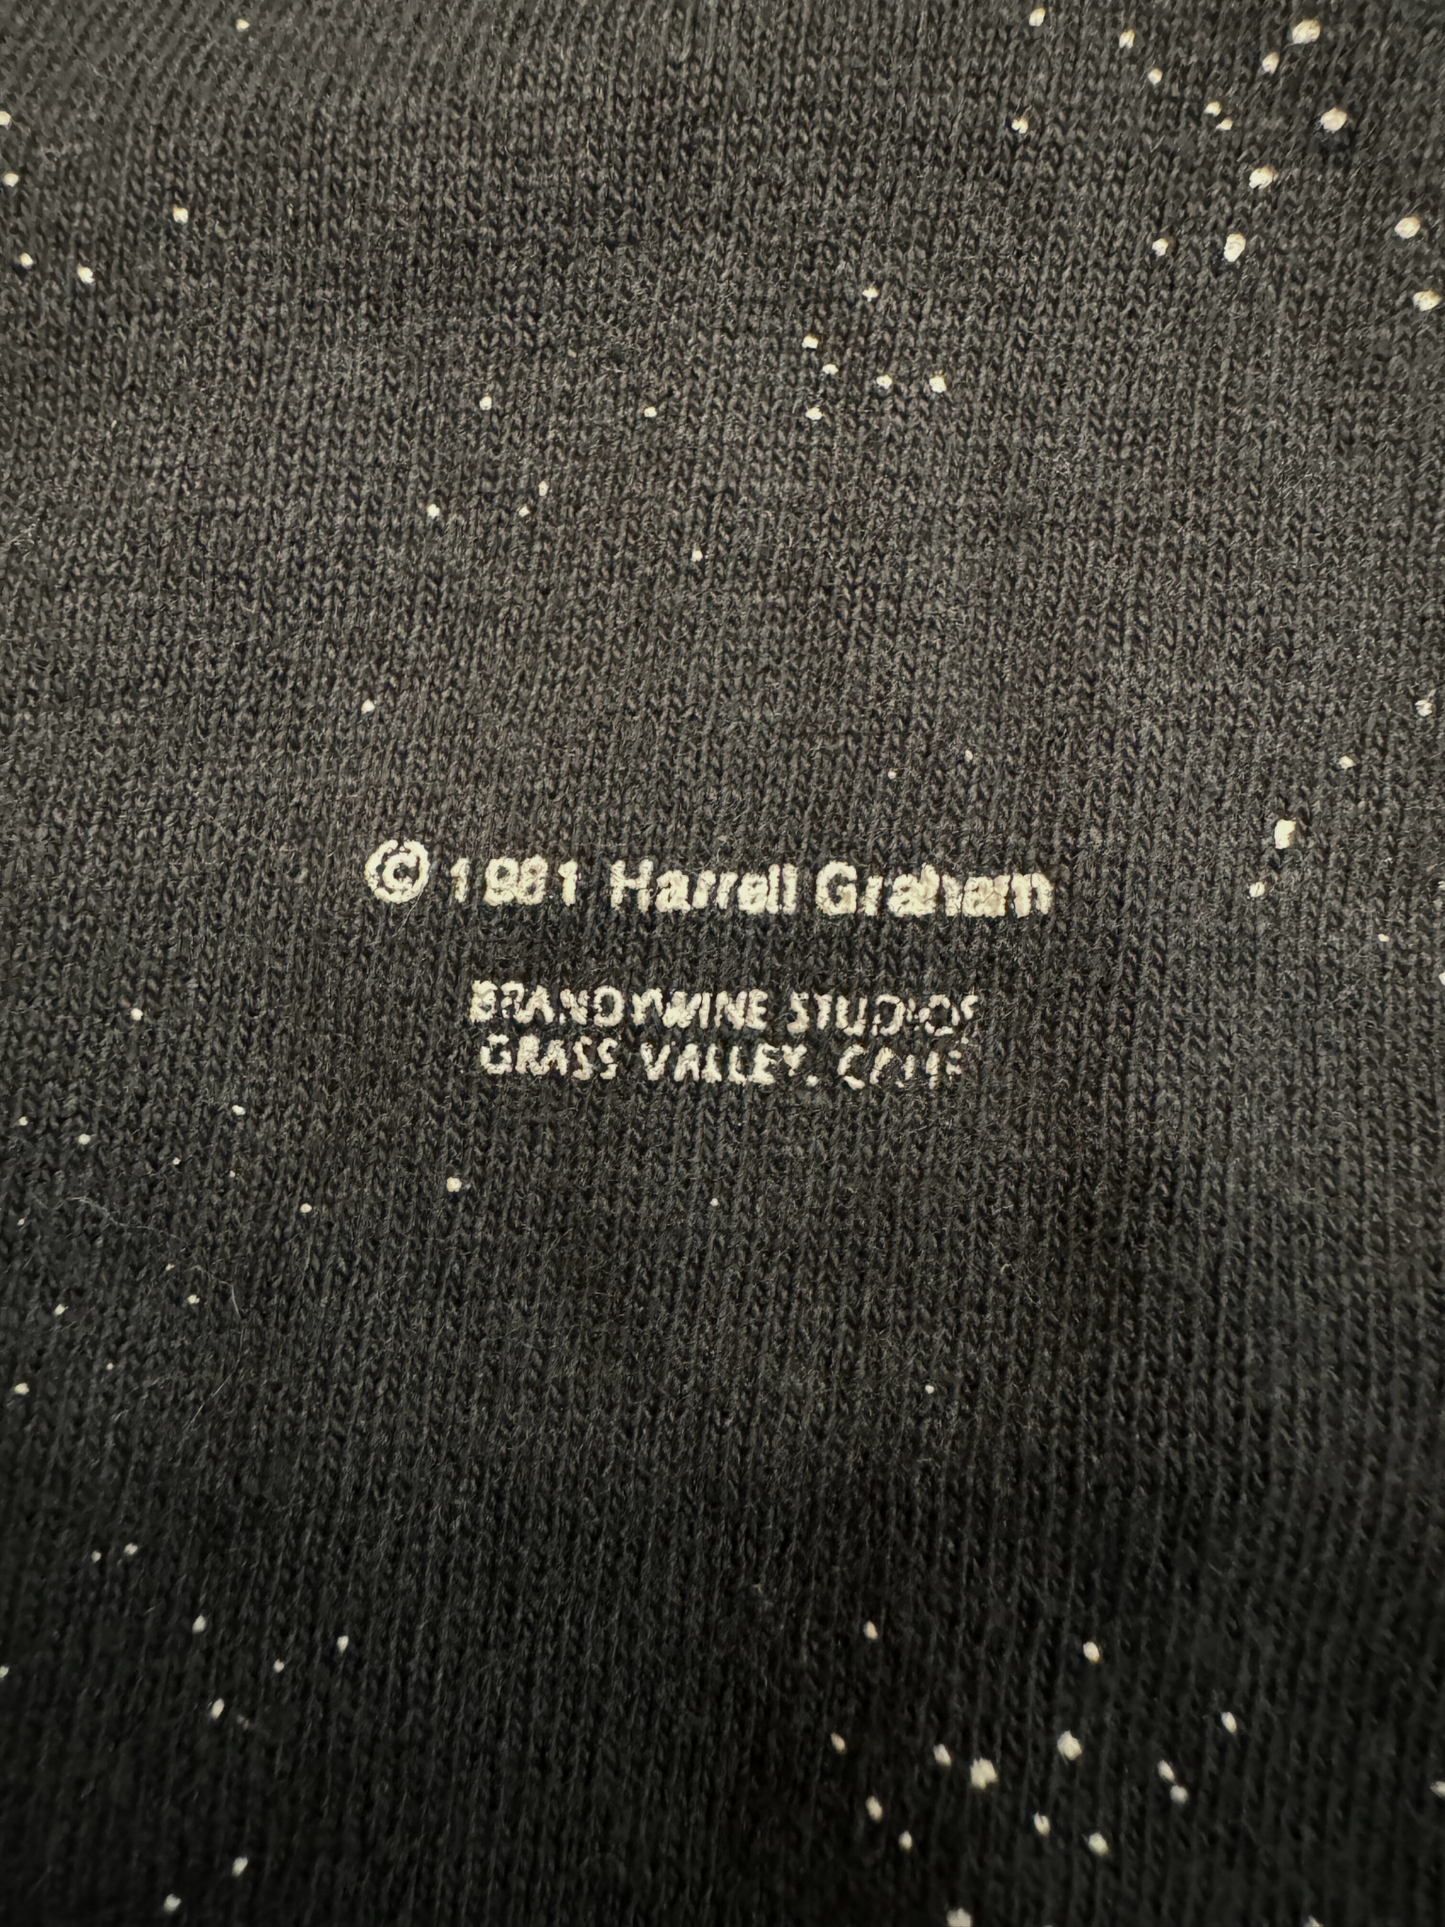 © 1981 Harrell Graham
BRANDYWINE STUDIOS
GRASS VALLEY, CALIF